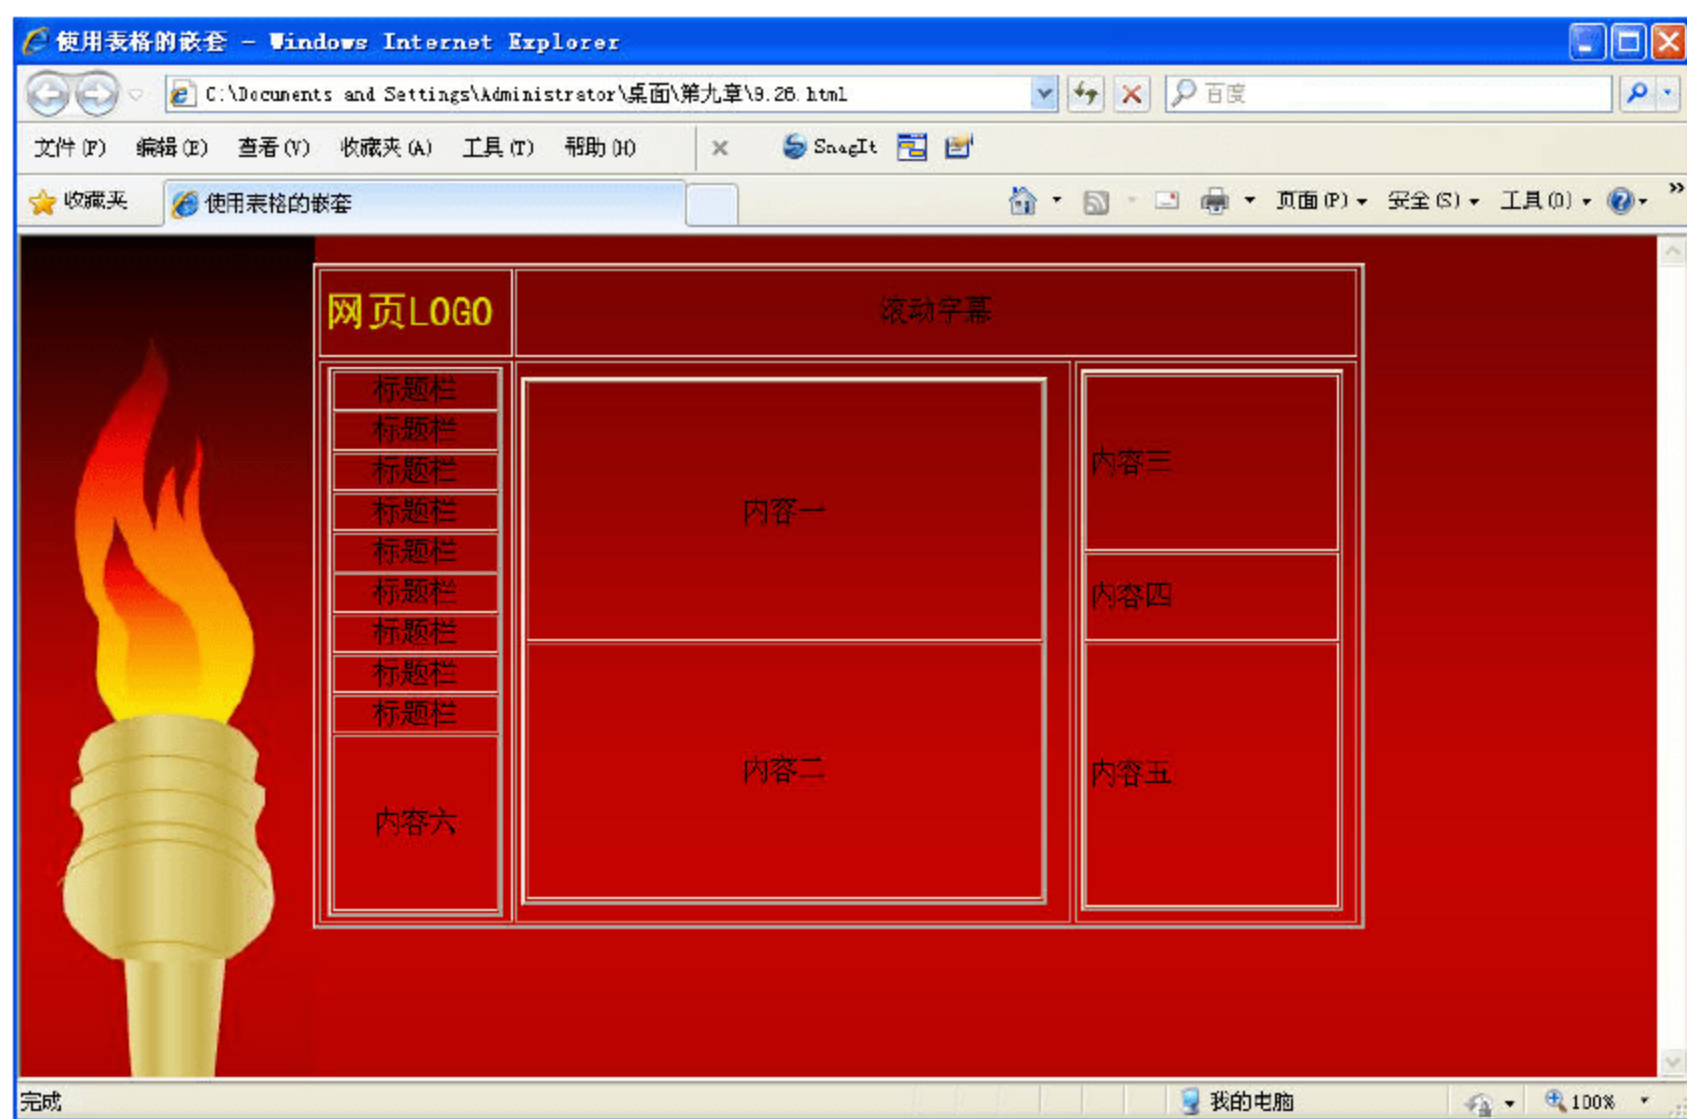 使用表格的嵌套 - Windows Internet Explorer
C:\Documents and Settings\Administrator\桌面\第九章\9.26.html 百度
文件(F) 编辑(E) 查看(V) 收藏夹(A) 工具(T) 帮助(H) SnagIt
收藏夹 使用表格的嵌套 页面(P) 安全(S) 工具(O)
网页LOGO 滚动字幕
标题栏
标题栏
标题栏
标题栏
标题栏
标题栏
标题栏
标题栏
标题栏
内容六
内容一
内容二
内容三
内容四
内容五
完成 我的电脑 100%